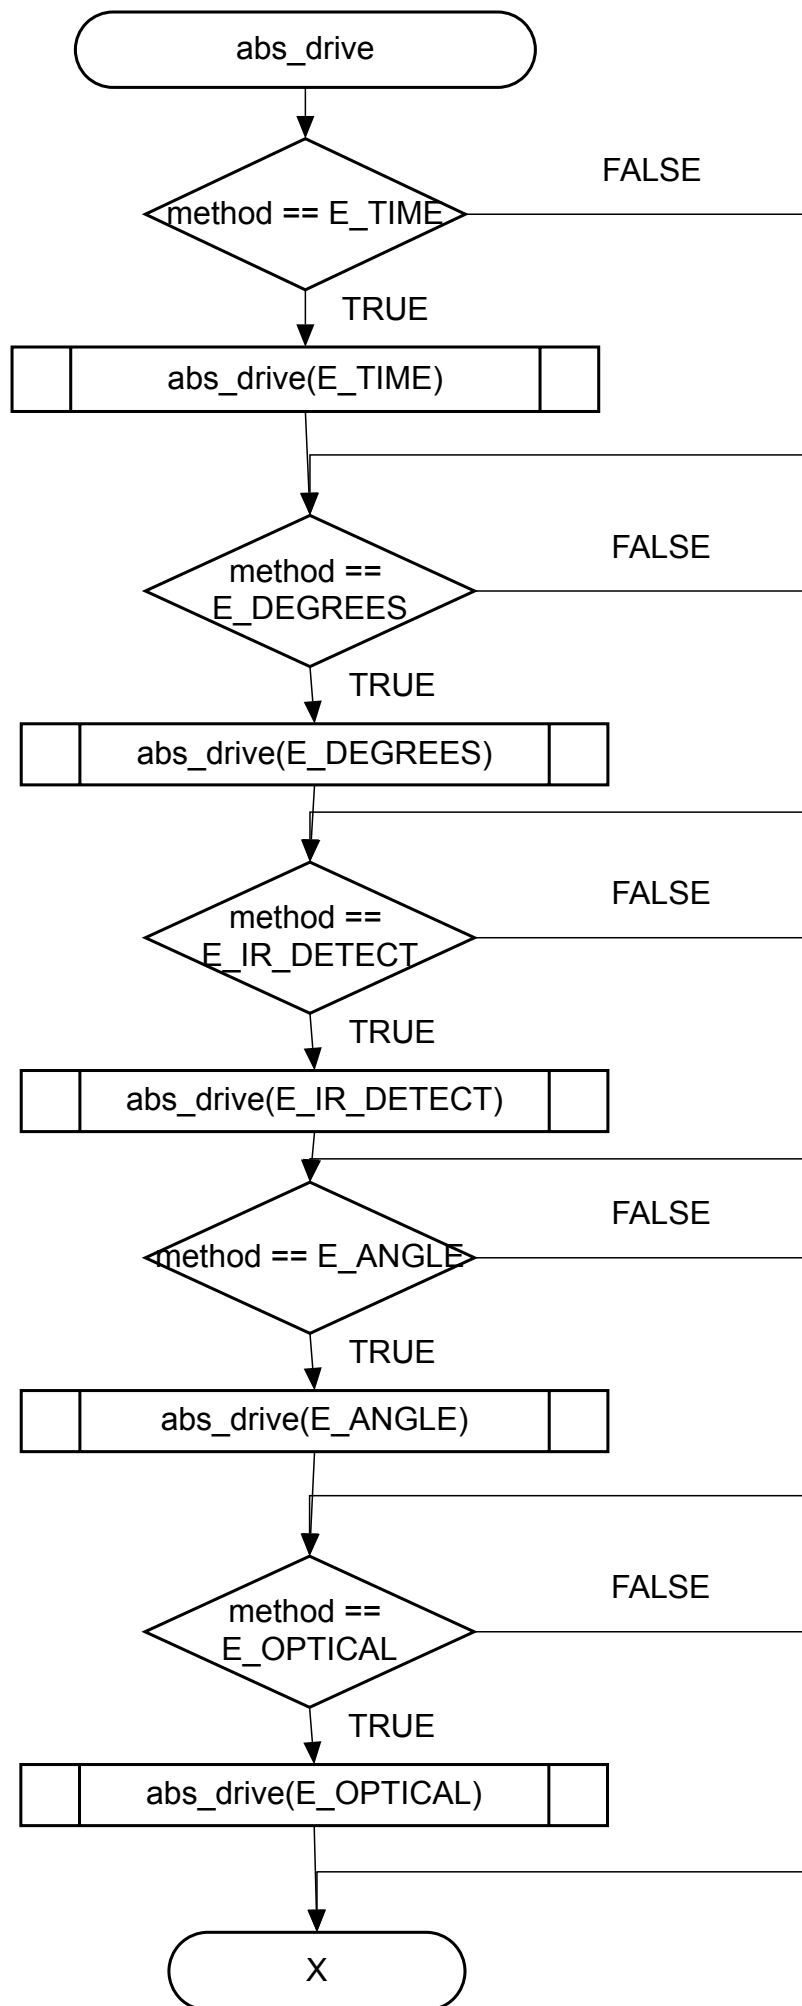 abs_drive
FALSE
method == E_TIME
TRUE
abs_drive(E_TIME)
FALSE
method ==
E_DEGREES
TRUE
abs_drive(E_DEGREES)
FALSE
method ==
E_IR_DETECT
TRUE
abs_drive(E_IR_DETECT)
FALSE
method == E_ANGLE
TRUE
abs_drive(E_ANGLE)
FALSE
method ==
E_OPTICAL
TRUE
abs_drive(E_OPTICAL)
X